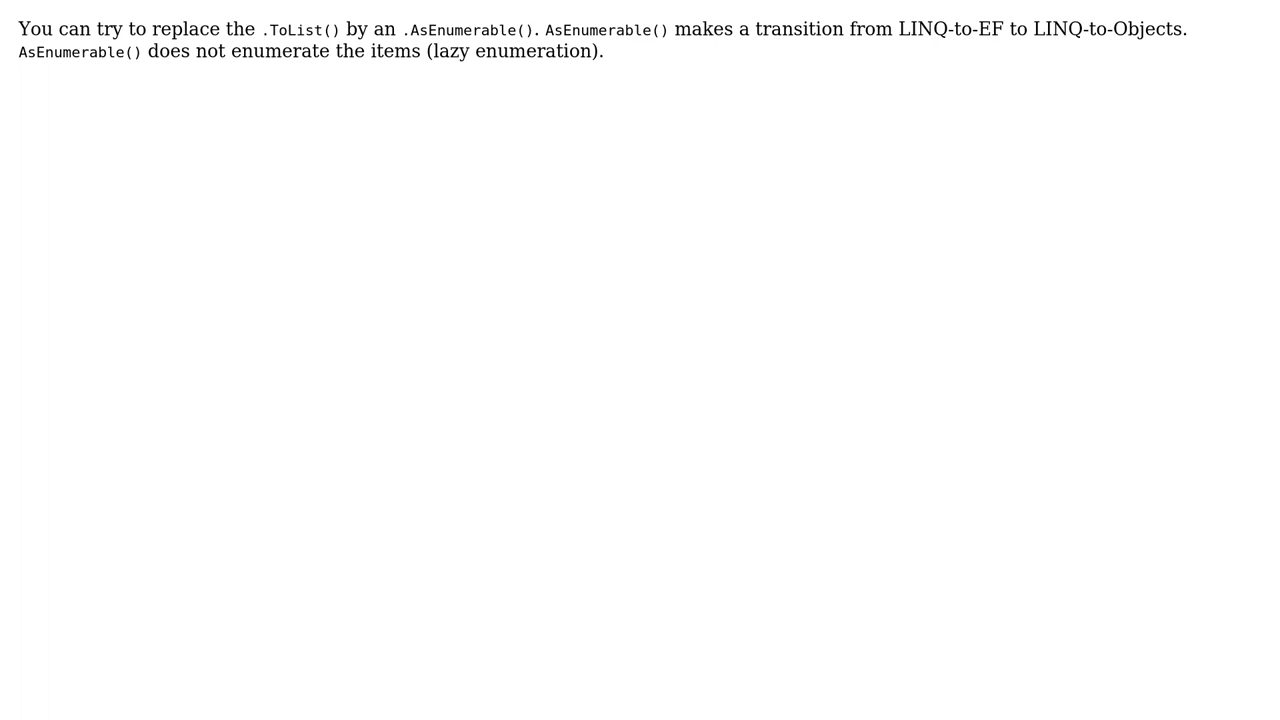 You can try to replace the .ToList() by an .AsEnumerable(). AsEnumerable() makes a transition from LINQ-to-EF to LINQ-to-Objects.
AsEnumerable() does not enumerate the items (lazy enumeration).